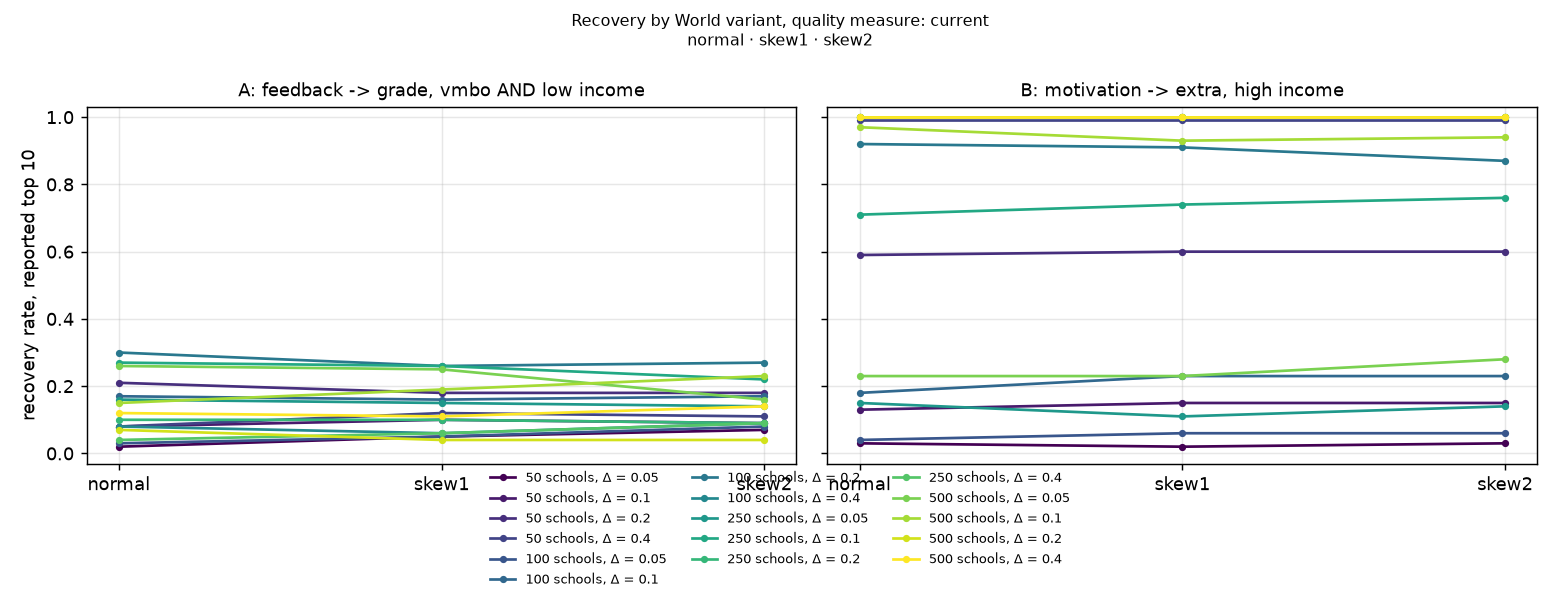 Recovery by World variant, quality measure: current
normal · skew1 · skew2
A: feedback -> grade, vmbo AND low income
B: motivation -> extra, high income
recovery rate, reported top 10
1.0
0.8
0.6
0.4
0.2
0.0
normal
skew1
skew2
normal
skew1
skew2
50 schools, Δ = 0.05
50 schools, Δ = 0.1
50 schools, Δ = 0.2
50 schools, Δ = 0.4
100 schools, Δ = 0.05
100 schools, Δ = 0.1
100 schools, Δ = 0.2
100 schools, Δ = 0.4
250 schools, Δ = 0.05
250 schools, Δ = 0.1
250 schools, Δ = 0.2
250 schools, Δ = 0.4
500 schools, Δ = 0.05
500 schools, Δ = 0.1
500 schools, Δ = 0.2
500 schools, Δ = 0.4